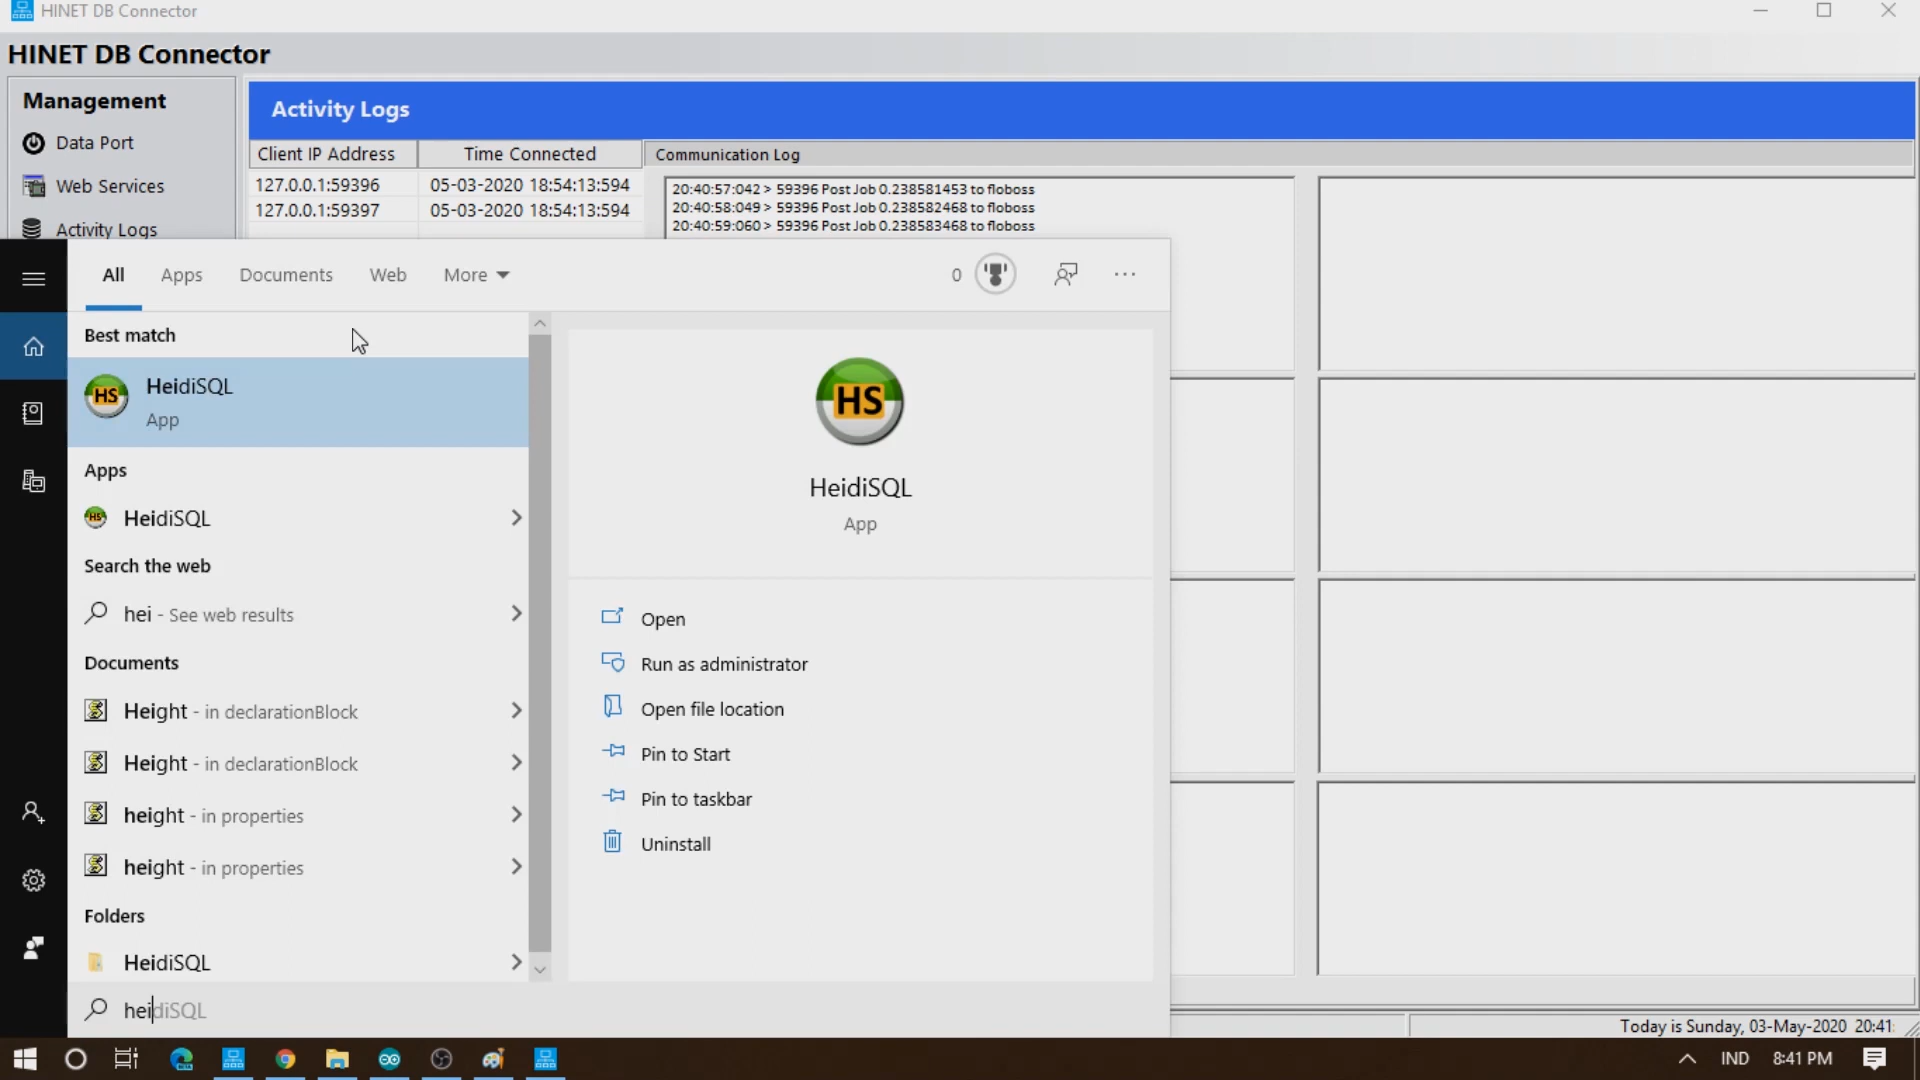 HINET DB Connector
HINET DB Connector
Management
Data Port
Web Services
Activity Logs
Activity Logs
Client IP Address Time Connected Communication Log
127.0.0.1:59396 05-03-2020 18:54:13:594
127.0.0.1:59397 05-03-2020 18:54:13:594
20:40:57:042 > 59396 Post Job 0.238581453 to floboss
20:40:58:049 > 59396 Post Job 0.238582468 to floboss
20:40:59:060 > 59396 Post Job 0.238583468 to floboss
All Apps Documents Web More 0
Best match
HeidiSQL
App
Apps
HeidiSQL
Search the web
hei - See web results
Documents
Height - in declarationBlock
Height - in declarationBlock
height - in properties
height - in properties
Folders
HeidiSQL
heidiSQL
HS
HS
HS
HeidiSQL
App
Open
Run as administrator
Open file location
Pin to Start
Pin to taskbar
Uninstall
Today is Sunday, 03-May-2020 20:41:
IND 8:41 PM